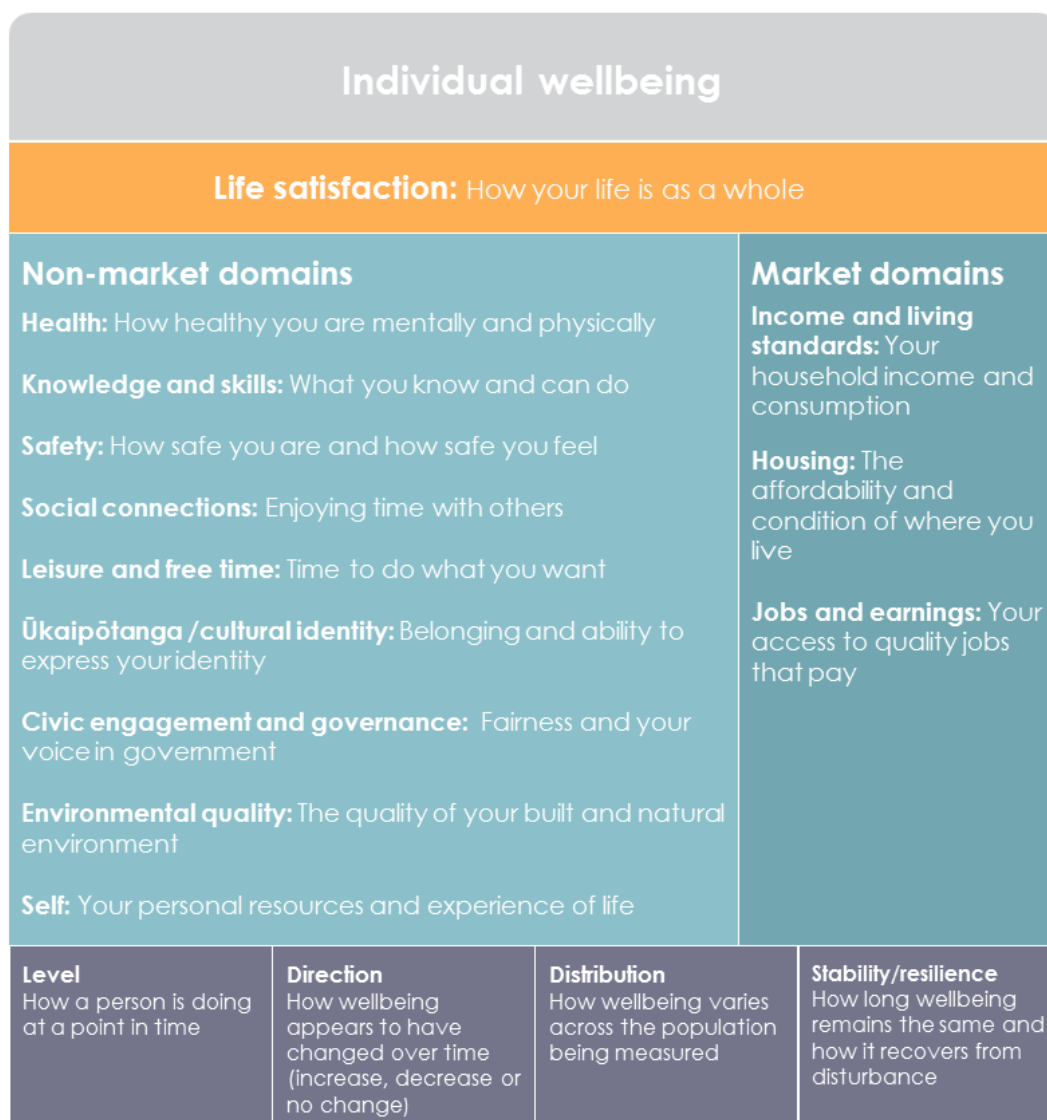 Individual wellbeing
Life satisfaction: How your life is as a whole
Non-market domains
Health: How healthy you are mentally and physically
Knowledge and skills: What you know and can do
Safety: How safe you are and how safe you feel
Social connections: Enjoying time with others
Leisure and free time: Time to do what you want
Ūkaipōtanga /cultural identity: Belonging and ability to
express your identity
Civic engagement and governance: Fairness and your
voice in government
Environmental quality: The quality of your built and natural
environment
Self: Your personal resources and experience of life
Market domains
Income and living
standards: Your
household income and
consumption
Housing: The
affordability and
condition of where you
live
Jobs and earnings: Your
access to quality jobs
that pay
Level
How a person is doing
at a point in time
Direction
How wellbeing
appears to have
changed over time
(increase, decrease or
no change)
Distribution
How wellbeing varies
across the population
being measured
Stability/resilience
How long wellbeing
remains the same and
how it recovers from
disturbance